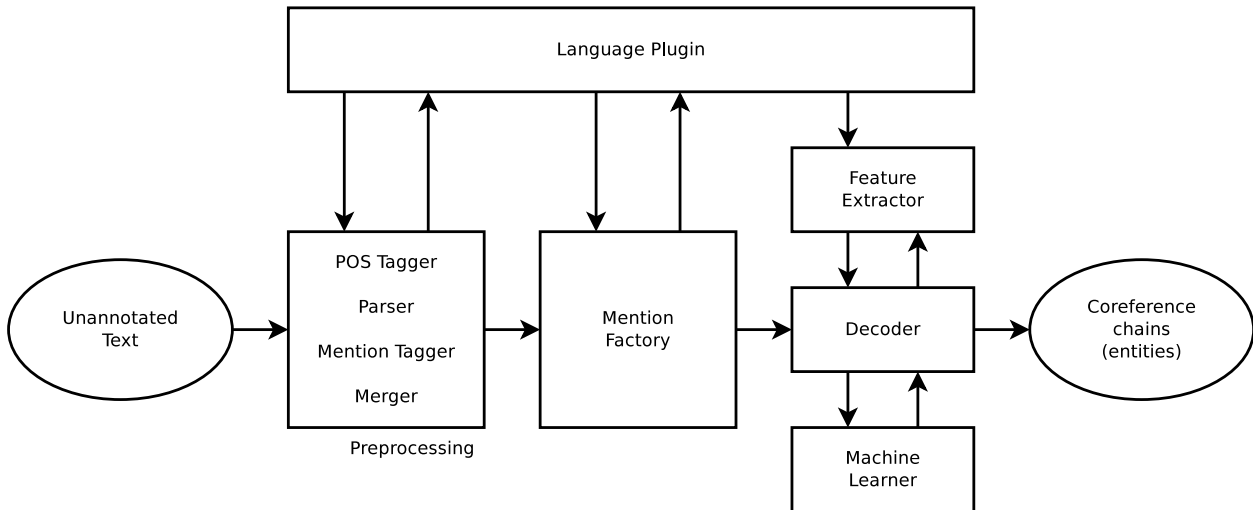 Language Plugin
Feature
Extractor
POS Tagger
Parser
Mention Tagger
Merger
Preprocessing
Unannotated
Text
Mention
Factory
Decoder
Coreference
chains
(entities)
Machine
Learner